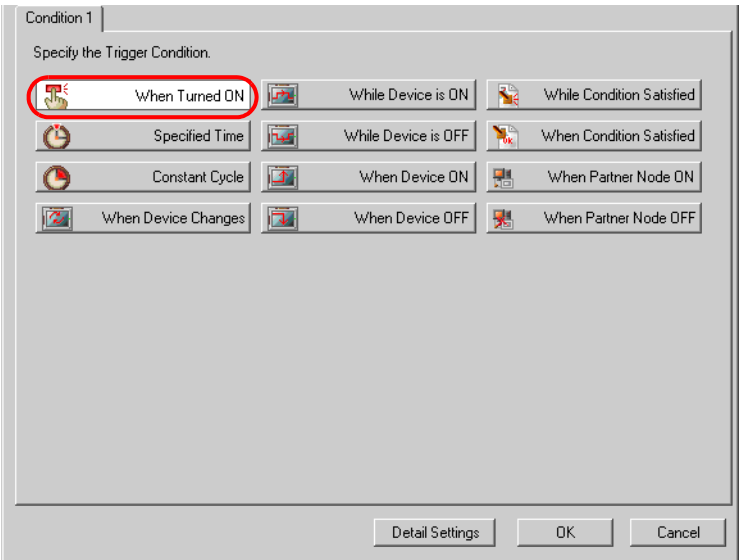 Condition 1
Specify the Trigger Condition.
When Turned ON
While Device is ON
While Condition Satisfied
Specified Time
While Device is OFF
When Condition Satisfied
Constant Cycle
When Device ON
When Partner Node ON
When Device Changes
When Device OFF
When Partner Node OFF
Detail Settings
OK
Cancel